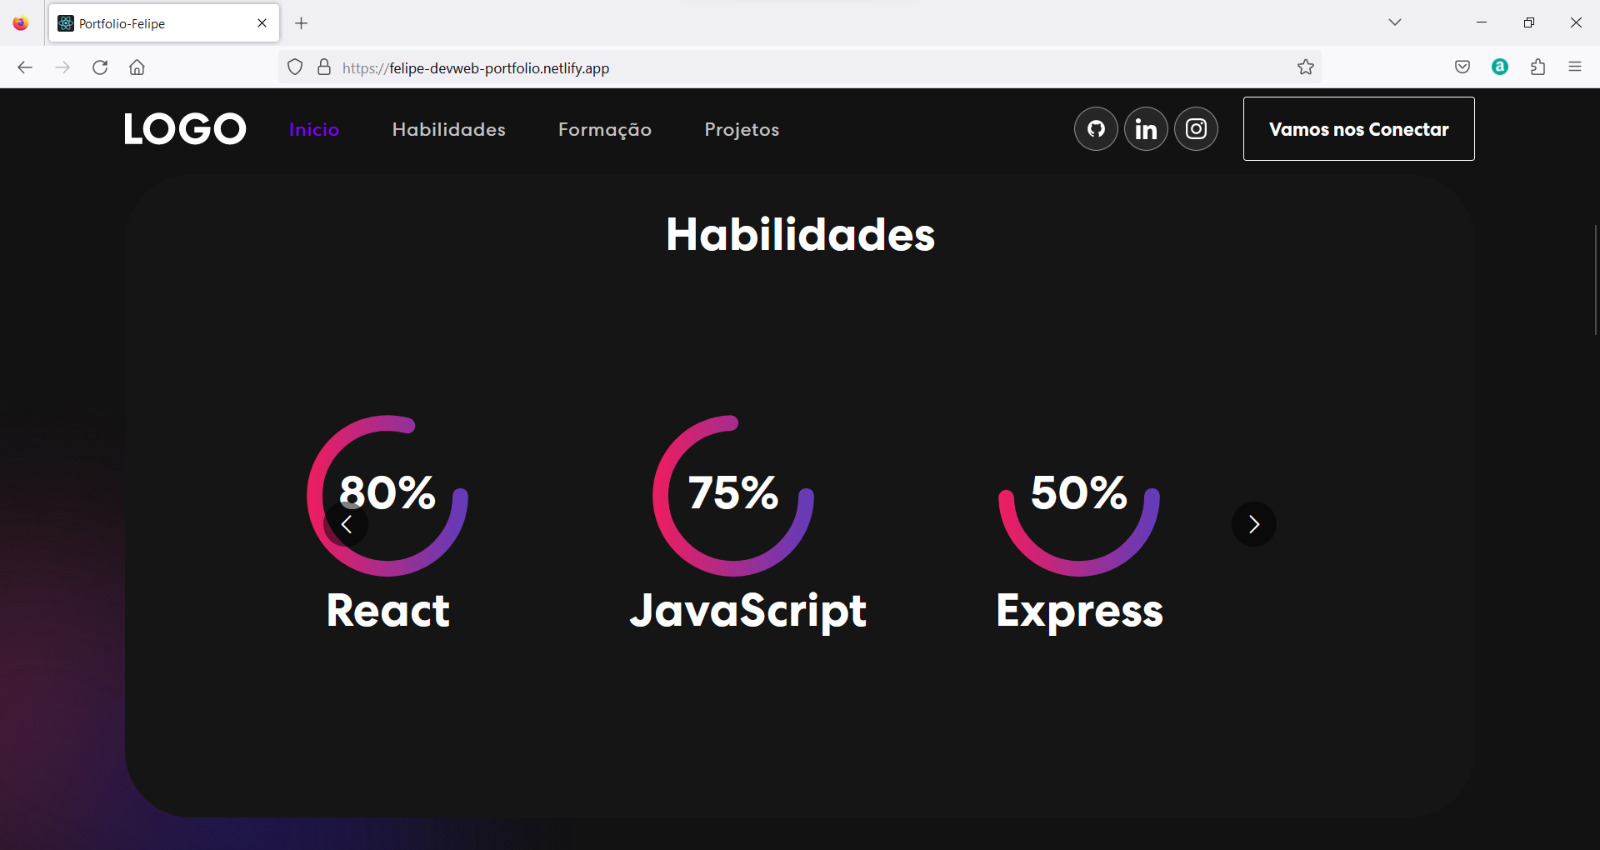 Portfolio-Felipe
https://felipe-devweb-portfolio.netlify.app
LOGO
Inicio
Habilidades
Formação
Projetos
in
Vamos nos Conectar
Habilidades
80%
75%
50%
React
JavaScript
Express